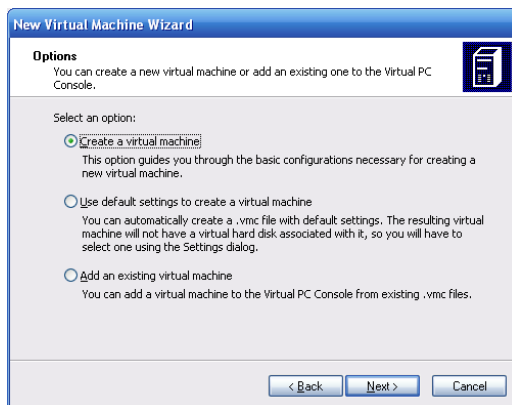 New Virtual Machine Wizard
Options
You can create a new virtual machine or add an existing one to the Virtual PC
Console.
Select an option:
Create a virtual machine
This option guides you through the basic configurations necessary for creating a
new virtual machine.
Use default settings to create a virtual machine
You can automatically create a .vmc file with default settings. The resulting virtual
machine will not have a virtual hard disk associated with it, so you will have to
select one using the Settings dialog.
Add an existing virtual machine
You can add a virtual machine to the Virtual PC Console from existing .vmc files.
< Back Next > Cancel